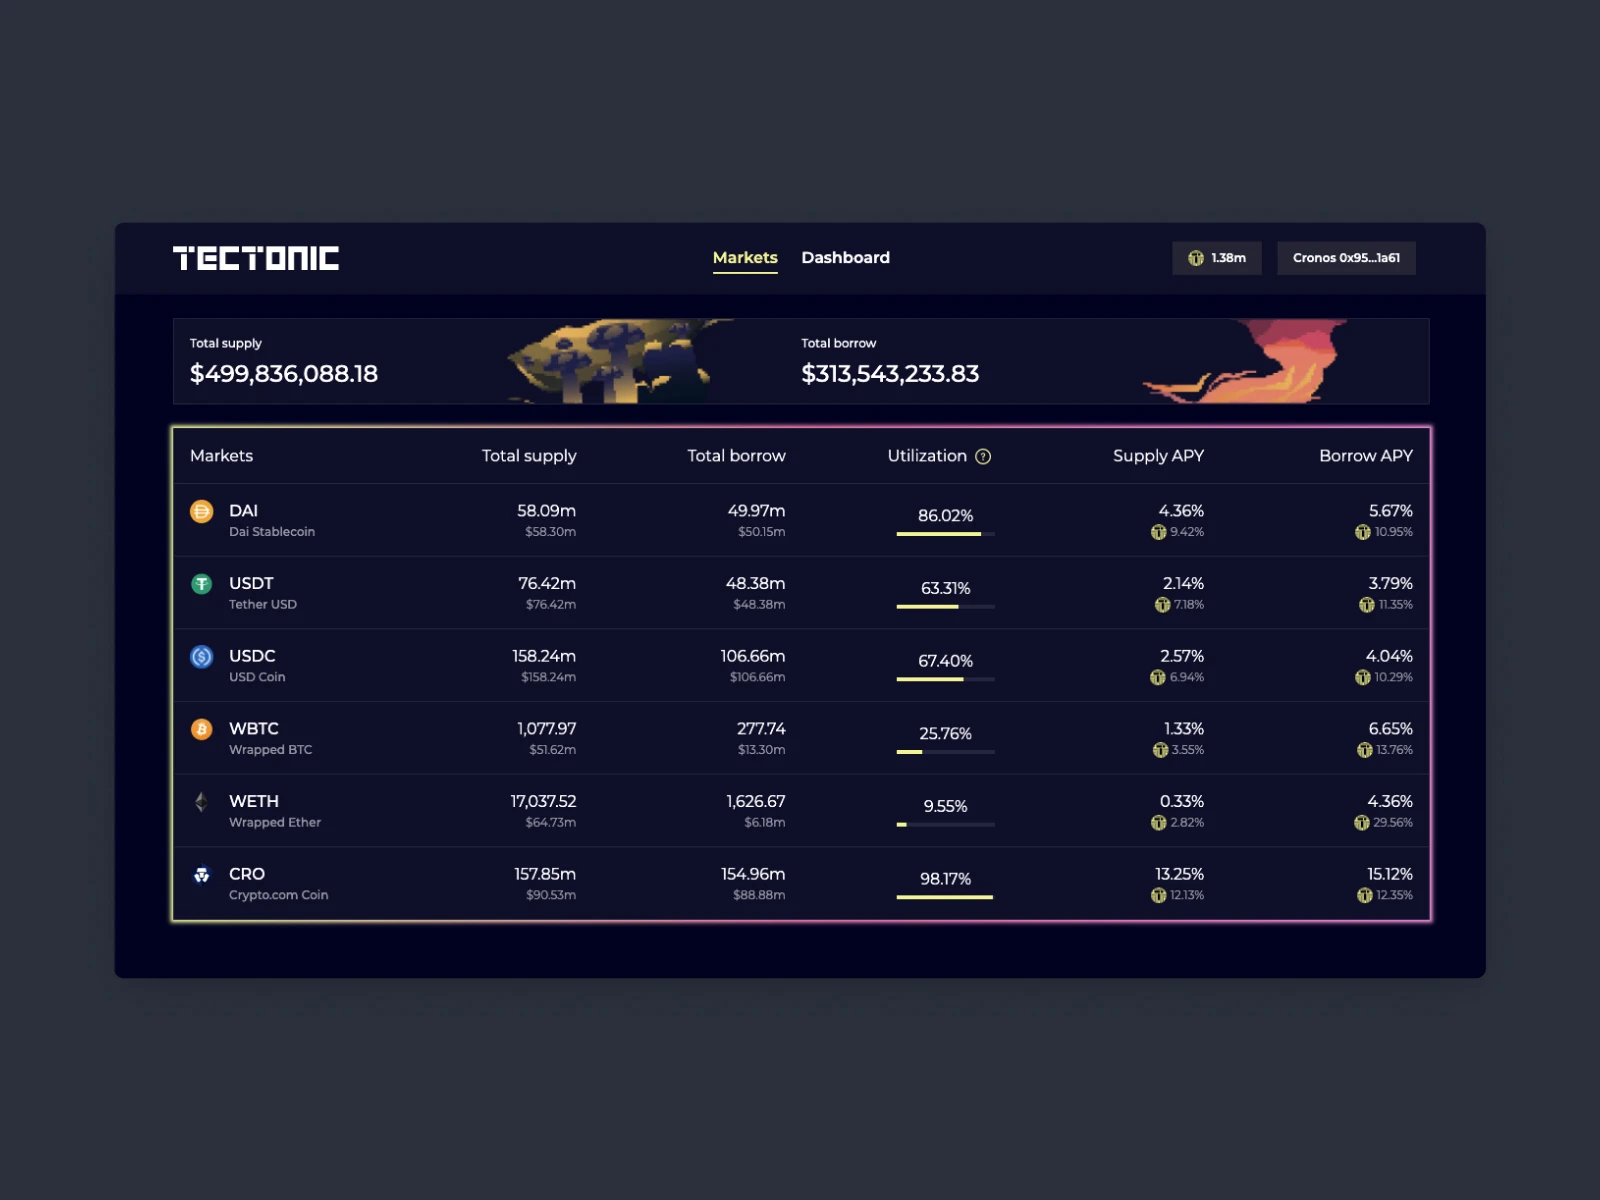 TECTONIC
Markets Dashboard
1.38m
Cronos 0x95...1a61
Total supply
$499,836,088.18
Total borrow
$313,543,233.83
Markets Total supply Total borrow Utilization ? Supply APY Borrow APY
DAI 58.09m 49.97m 86.02% 4.36% 5.67%
Dai Stablecoin $58.30m $50.15m 9.42% 10.95%
USDT 76.42m 48.38m 63.31% 2.14% 3.79%
Tether USD $76.42m $48.38m 7.18% 11.35%
USDC 158.24m 106.66m 67.40% 2.57% 4.04%
USD Coin $158.24m $106.66m 6.94% 10.29%
WBTC 1,077.97 277.74 25.76% 1.33% 6.65%
Wrapped BTC $51.62m $13.30m 3.55% 13.76%
WETH 17,037.52 1,626.67 9.55% 0.33% 4.36%
Wrapped Ether $64.73m $6.18m 2.82% 29.56%
CRO 157.85m 154.96m 98.17% 13.25% 15.12%
Crypto.com Coin $90.53m $88.88m 12.13% 12.35%